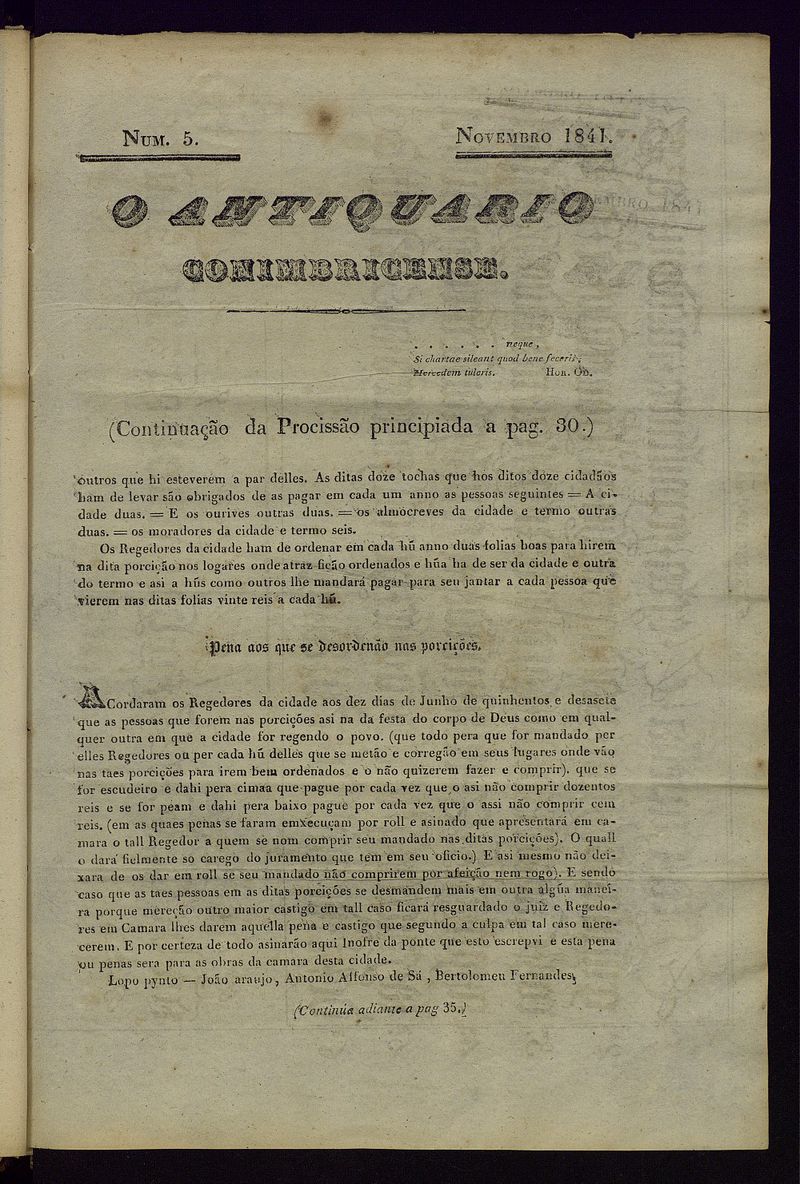 Num. 5. Novembro 1841.
O ANTIQUARIO
CONIMBRICENSE.
. . . . . . neque,
Si chartae sileant quod bene feceris,
Mercedem tuleris. Hor. Od.
(Continuação da Procissão principiada a pag. 30.)
outros que hi esteverem a par delles. As ditas doze tochas que hos ditos doze cidadãos
ham de levar são obrigados de as pagar em cada um anno as pessoas seguintes = A ci-
dade duas. = E os ourives outras duas. = os almocreves da cidade e termo outras
duas. = os moradores da cidade e termo seis.
Os Regedores da cidade ham de ordenar em cada hũ anno duas folias boas para hirem
na dita porcição nos logares onde atraz ficão ordenados e hũa ha de ser da cidade e outra
do termo e asi a hũs como outros lhe mandará pagar para seu jantar a cada pessoa que
vierem nas ditas folias vinte reis a cada hũ.
Pena aos que se desordenão nas porcições.
ACordaram os Regedores da cidade aos dez dias de Junho de quinhentos e desasete
que as pessoas que forem nas porcições asi na da festa do corpo de Deus como em qual-
quer outra em que a cidade for regendo o povo. (que todo pera que for mandado per
elles Regedores ou per cada hũ delles que se metão e corregão em seus lugares onde vão
nas taes porcições para irem bem ordenados e o não quizerem fazer e comprir). que se
for escudeiro e dahi pera cimaa que pague por cada vez que o asi não comprir dozentos
reis e se for peam e dahi pera baixo pague por cada vez que o assi não comprir cem
reis. (em as quaes penas se faram emxecuçam por roll e asinado que apresentará em ca-
mara o tall Regedor a quem se nom comprir seu mandado nas ditas porcições). O quall
o dará fielmente so carego do juramento que tem em seu oficio.) E asi mesmo não dei-
xara de os dar em roll se seu mandado não comprirem por afeição nem rogo). E sendo
caso que as taes pessoas em as ditas porcições se desmandem mais em outra algũa manei-
ra porque mereção outro maior castigo em tall caso ficará resguardado o juiz e Regedo-
res em Camara lhes darem aquella pena e castigo que segundo a culpa em tal caso mere-
cerem. E por certeza de todo asinarão aqui Inofre da ponte que esto escrepvi e esta pena
ou penas sera para as obras da camara desta cidade.
Lopo pynto — João araujo, Antonio Affonso de Sá, Bertolomeu Fernandes,
(Continúa adiante a pag 35.)